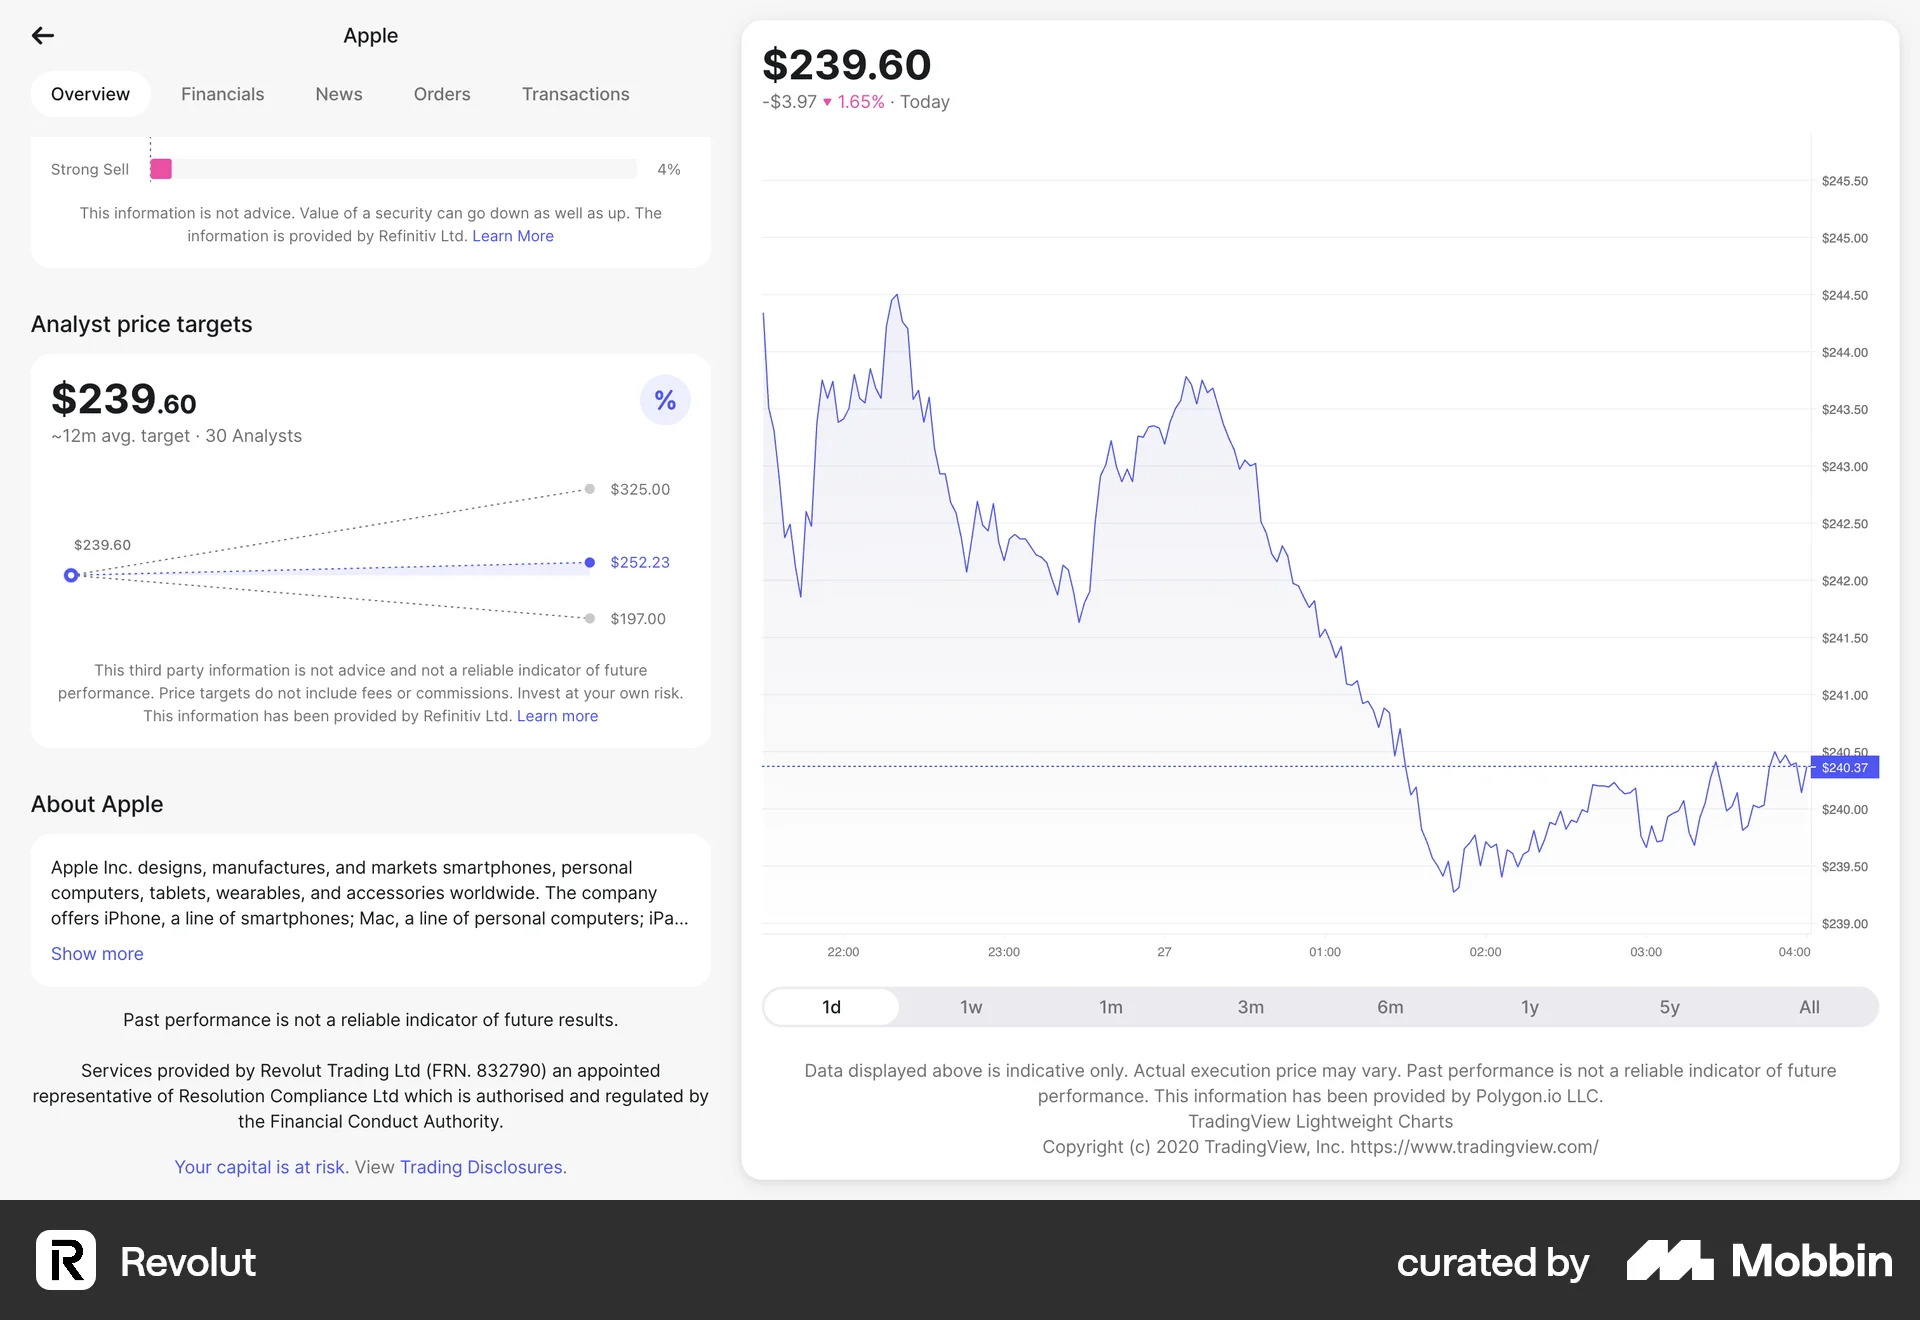 Apple
Overview
Financials
News
Orders
Transactions
Strong Sell
4%
This information is not advice. Value of a security can go down as well as up. The
information is provided by Refinitiv Ltd. Learn More
Analyst price targets
$239.60
%
~12m avg. target · 30 Analysts
$325.00
$239.60
$252.23
$197.00
This third party information is not advice and not a reliable indicator of future
performance. Price targets do not include fees or commissions. Invest at your own risk.
This information has been provided by Refinitiv Ltd. Learn more
About Apple
Apple Inc. designs, manufactures, and markets smartphones, personal
computers, tablets, wearables, and accessories worldwide. The company
offers iPhone, a line of smartphones; Mac, a line of personal computers; iPa...
Show more
Past performance is not a reliable indicator of future results.
Services provided by Revolut Trading Ltd (FRN. 832790) an appointed
representative of Resolution Compliance Ltd which is authorised and regulated by
the Financial Conduct Authority.
Your capital is at risk. View Trading Disclosures.
$239.60
-$3.97 ▼ 1.65% · Today
$245.50
$245.00
$244.50
$244.00
$243.50
$243.00
$242.50
$242.00
$241.50
$241.00
$240.50
$240.37
$240.00
$239.50
$239.00
22:00
23:00
27
01:00
02:00
03:00
04:00
1d
1w
1m
3m
6m
1y
5y
All
Data displayed above is indicative only. Actual execution price may vary. Past performance is not a reliable indicator of future
performance. This information has been provided by Polygon.io LLC.
TradingView Lightweight Charts
Copyright (c) 2020 TradingView, Inc. https://www.tradingview.com/
Revolut
curated by
Mobbin